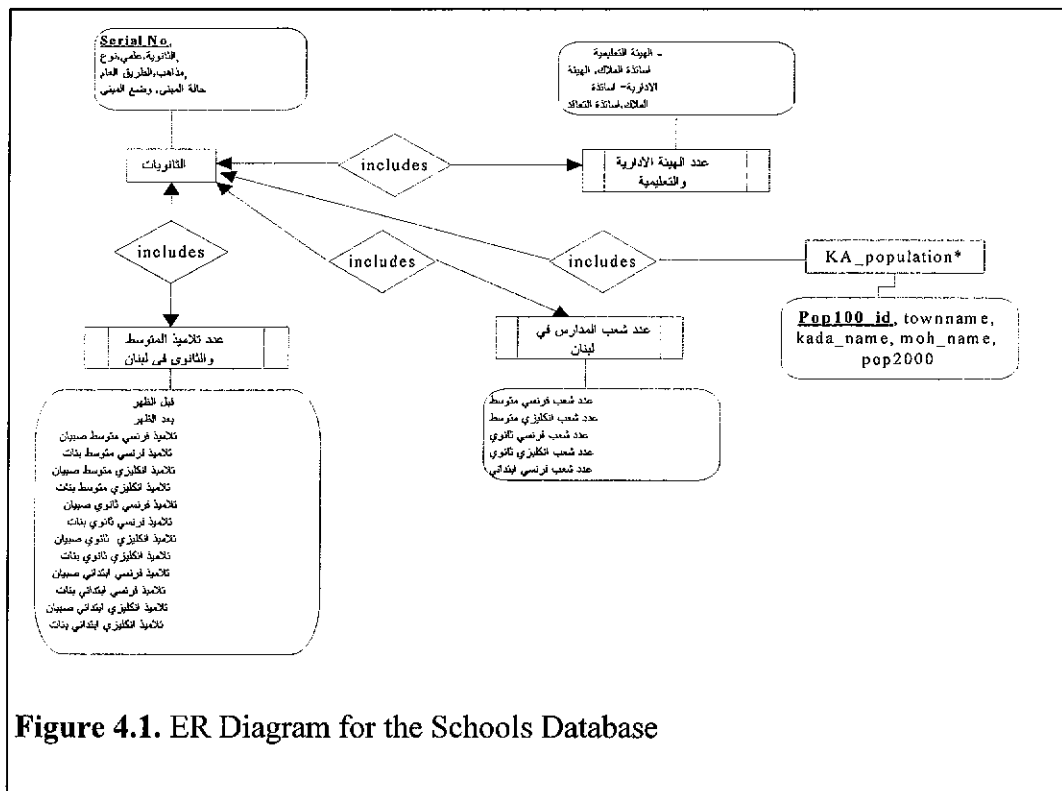 Serial No,
الثانوية،علمي،نوع,
مذاهب،الطريق العام,
حالة المبنى، وضع المبنى
- الهيئة التعليمية
اساتذة الملاك، الهيئة
الادارية- اساتذة
الملاك،اساتذة التعاقد
الثانويات
includes
عدد الهيئة الادارية
والتعليمية
includes
includes
includes
KA_population*
Pop100_id, townname,
kada_name, moh_name,
pop2000
عدد تلاميذ المتوسط
والثانوي في لبنان
عدد شعب المدارس في
لبنان
قبل الظهر
بعد الظهر
تلاميذ فرنسي متوسط صبيان
تلاميذ فرنسي متوسط بنات
تلاميذ انكليزي متوسط صبيان
تلاميذ انكليزي متوسط بنات
تلاميذ فرنسي ثانوي صبيان
تلاميذ فرنسي ثانوي بنات
تلاميذ انكليزي ثانوي صبيان
تلاميذ انكليزي ثانوي بنات
تلاميذ فرنسي ابتدائي صبيان
تلاميذ فرنسي ابتدائي بنات
تلاميذ انكليزي ابتدائي صبيان
تلاميذ انكليزي ابتدائي بنات
عدد شعب فرنسي متوسط
عدد شعب انكليزي متوسط
عدد شعب فرنسي ثانوي
عدد شعب انكليزي ثانوي
عدد شعب فرنسي ابتدائي
Figure 4.1. ER Diagram for the Schools Database